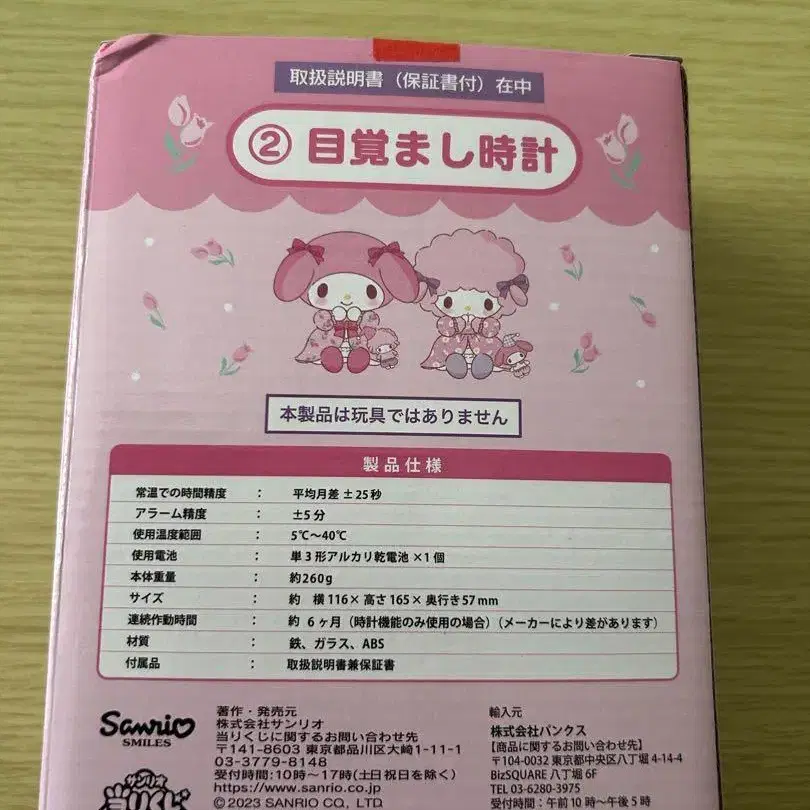 取扱説明書（保証書付）在中
② 目覚まし時計
本製品は玩具ではありません
製品仕様
常温での時間精度 ： 平均月差 ±25秒
アラーム精度 ： ±5分
使用温度範囲 ： 5℃～40℃
使用電池 ： 単3形アルカリ乾電池 ×1個
本体重量 ： 約260g
サイズ ： 約 横116× 高さ165× 奥行き57mm
連続作動時間 ： 約 6ヶ月（時計機能のみ使用の場合）（メーカーにより差があります）
材質 ： 鉄、ガラス、ABS
付属品 ： 取扱説明書兼保証書
Sanrio
SMILES
サンリオ
当りくじ
著作・発売元
株式会社サンリオ
当りくじに関するお問い合わせ先
〒141-8603 東京都品川区大崎1-11-1
03-3779-8148
受付時間:10時～17時(土日祝日を除く)
https://www.sanrio.co.jp
©2023 SANRIO CO., LTD.
輸入元
株式会社バンクス
【商品に関するお問い合わせ先】
〒104-0032 東京都中央区八丁堀 4-14-4
BizSQUARE 八丁堀 6F
TEL 03-6280-3975
受付時間：午前10時～午後5時